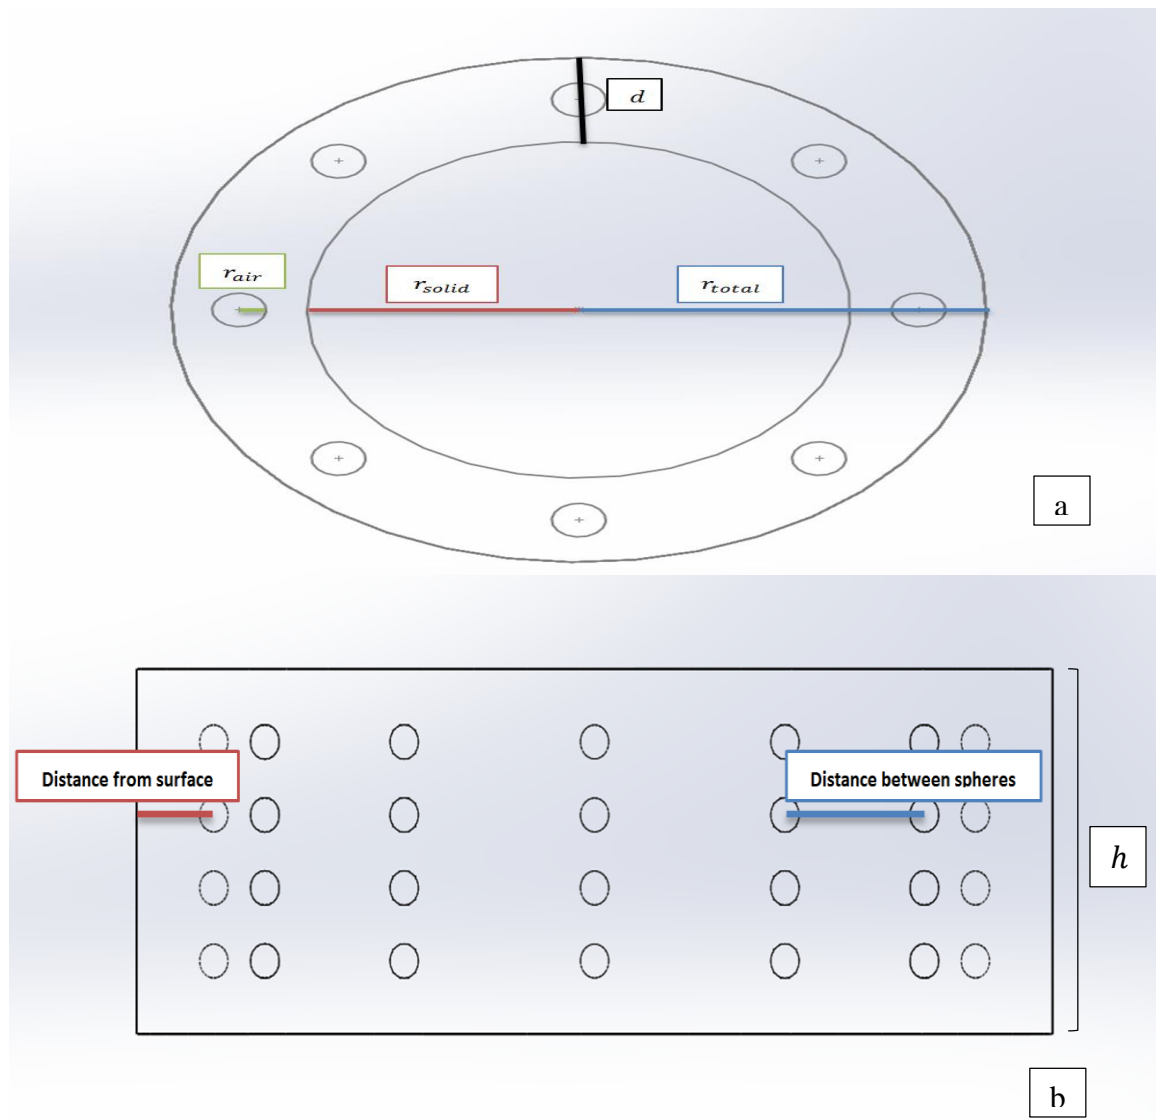 d
r_air
r_solid
r_total
a
Distance from surface
Distance between spheres
h
b